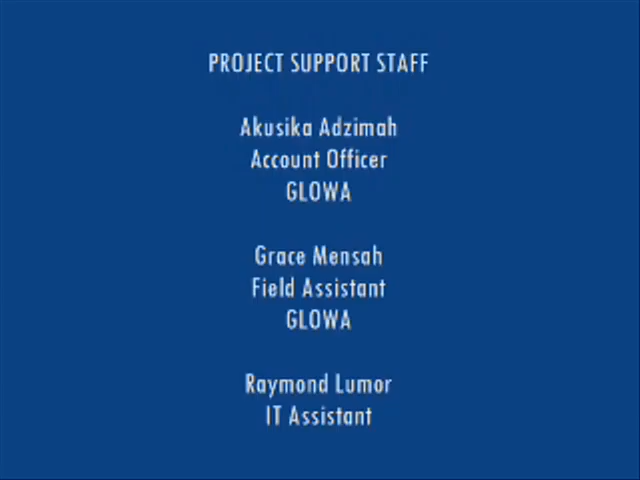 PROJECT SUPPORT STAFF
Akusika Adzimah
Account Officer
GLOWA
Grace Mensah
Field Assistant
GLOWA
Raymond Lumor
IT Assistant